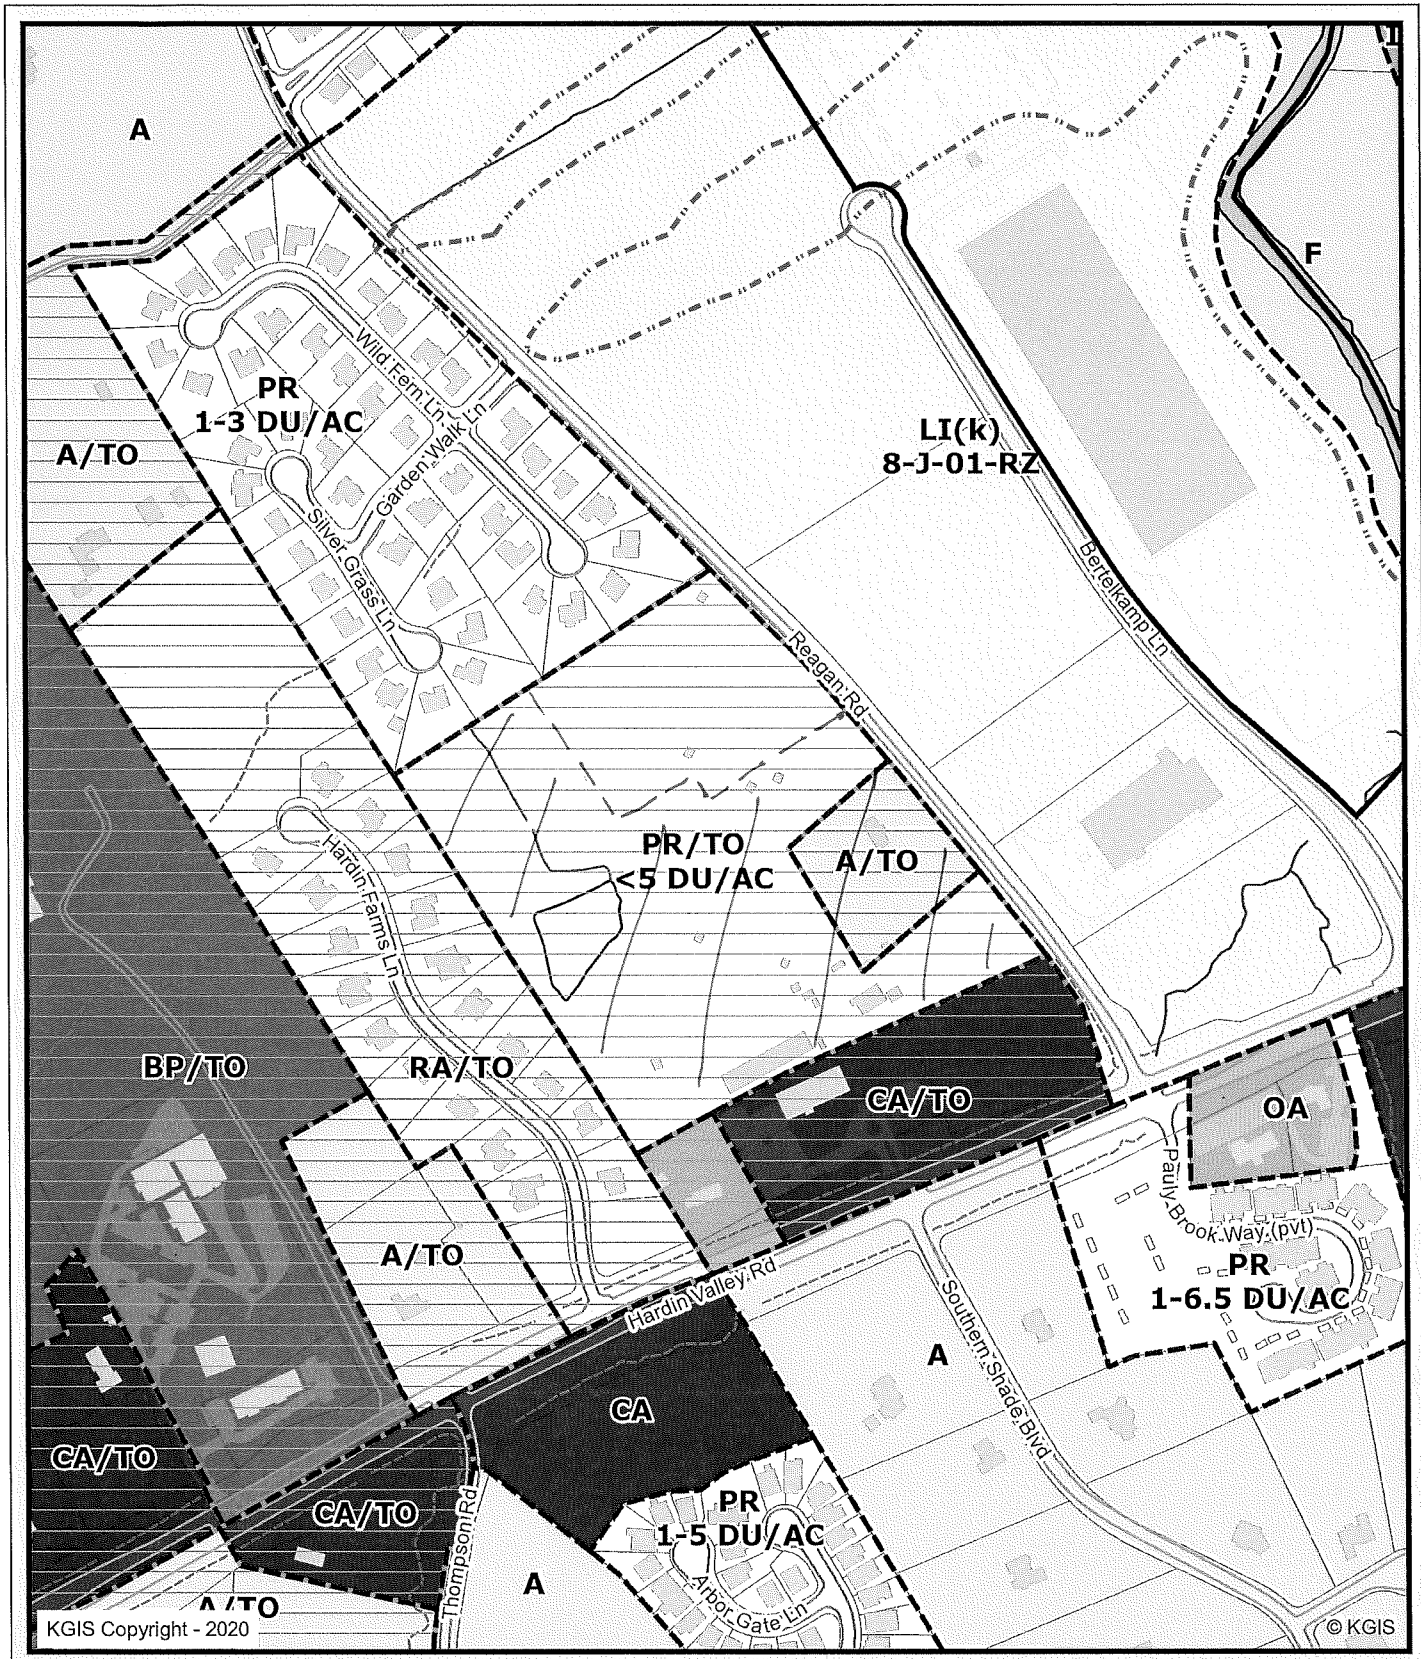 I
A
F
Wild Fern Ln
PR
1-3 DU/AC
Garden Walk Ln
A/TO
LI(k)
8-J-01-RZ
Silver Grass Ln
Bertelkamp Ln
Reagan Rd
PR/TO
<5 DU/AC
A/TO
Hardin Farms Ln
BP/TO
RA/TO
CA/TO
OA
Pauly Brook Way (pvt)
PR
1-6.5 DU/AC
A/TO
Hardin Valley Rd
Southern Shade Blvd
A
CA
CA/TO
CA/TO
Thompson Rd
PR
1-5 DU/AC
A
Arbor Gate Ln
A/TO
KGIS Copyright - 2020
© KGIS